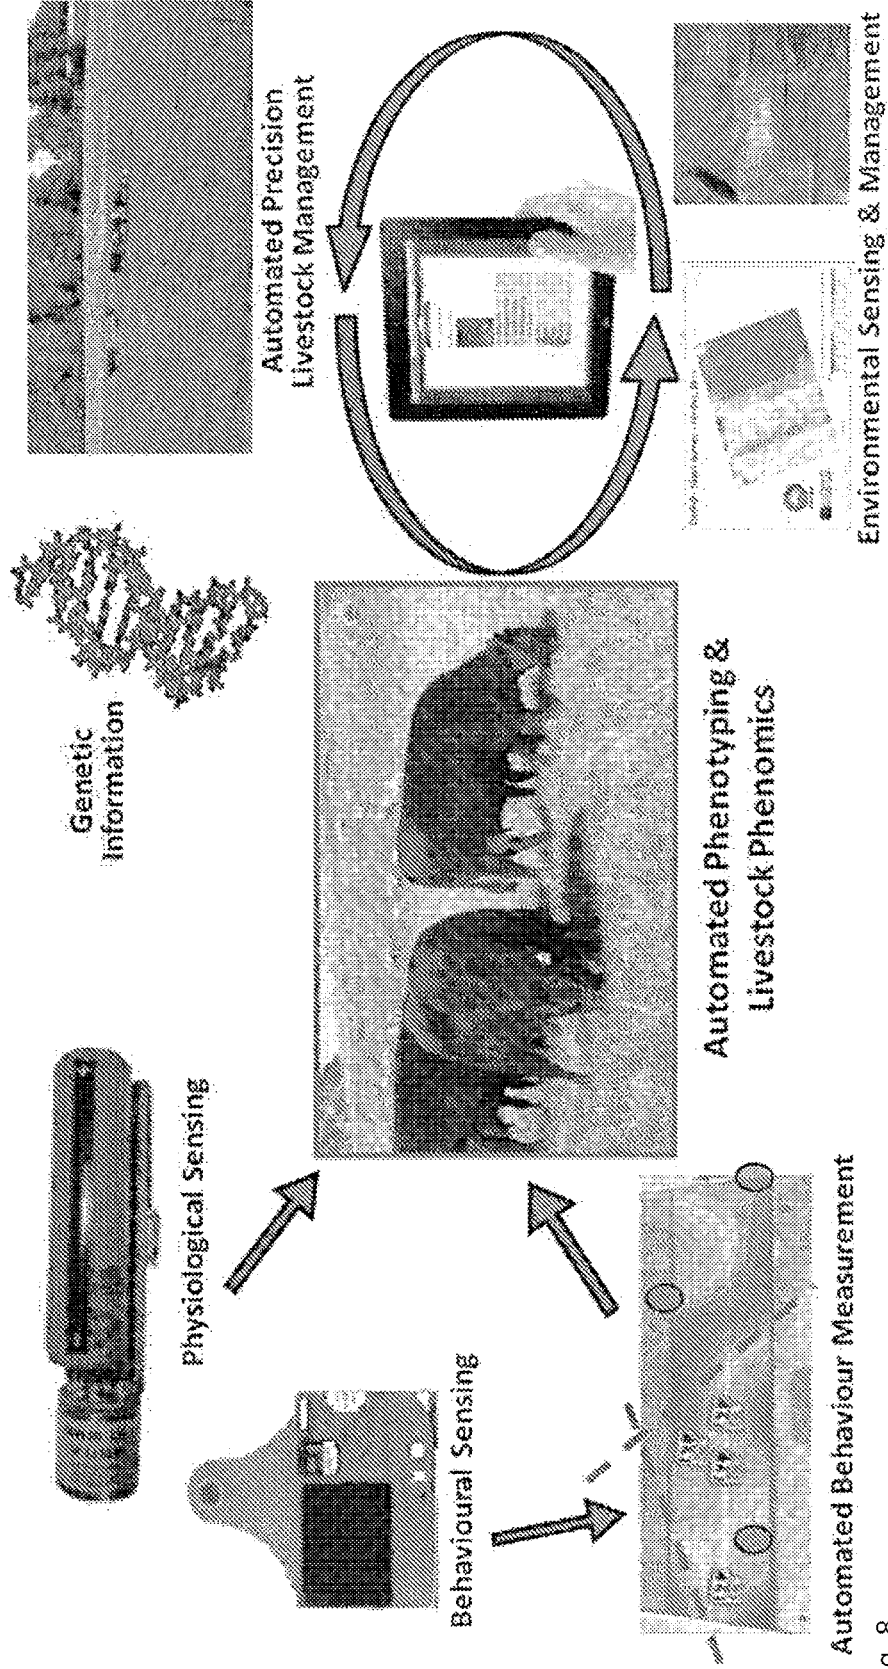 Physiological Sensing
Genetic
Information
Automated Precision
Livestock Management
Behavioural Sensing
Automated Phenotyping &
Livestock Phenomics
Automated Behaviour Measurement
Environmental Sensing & Management